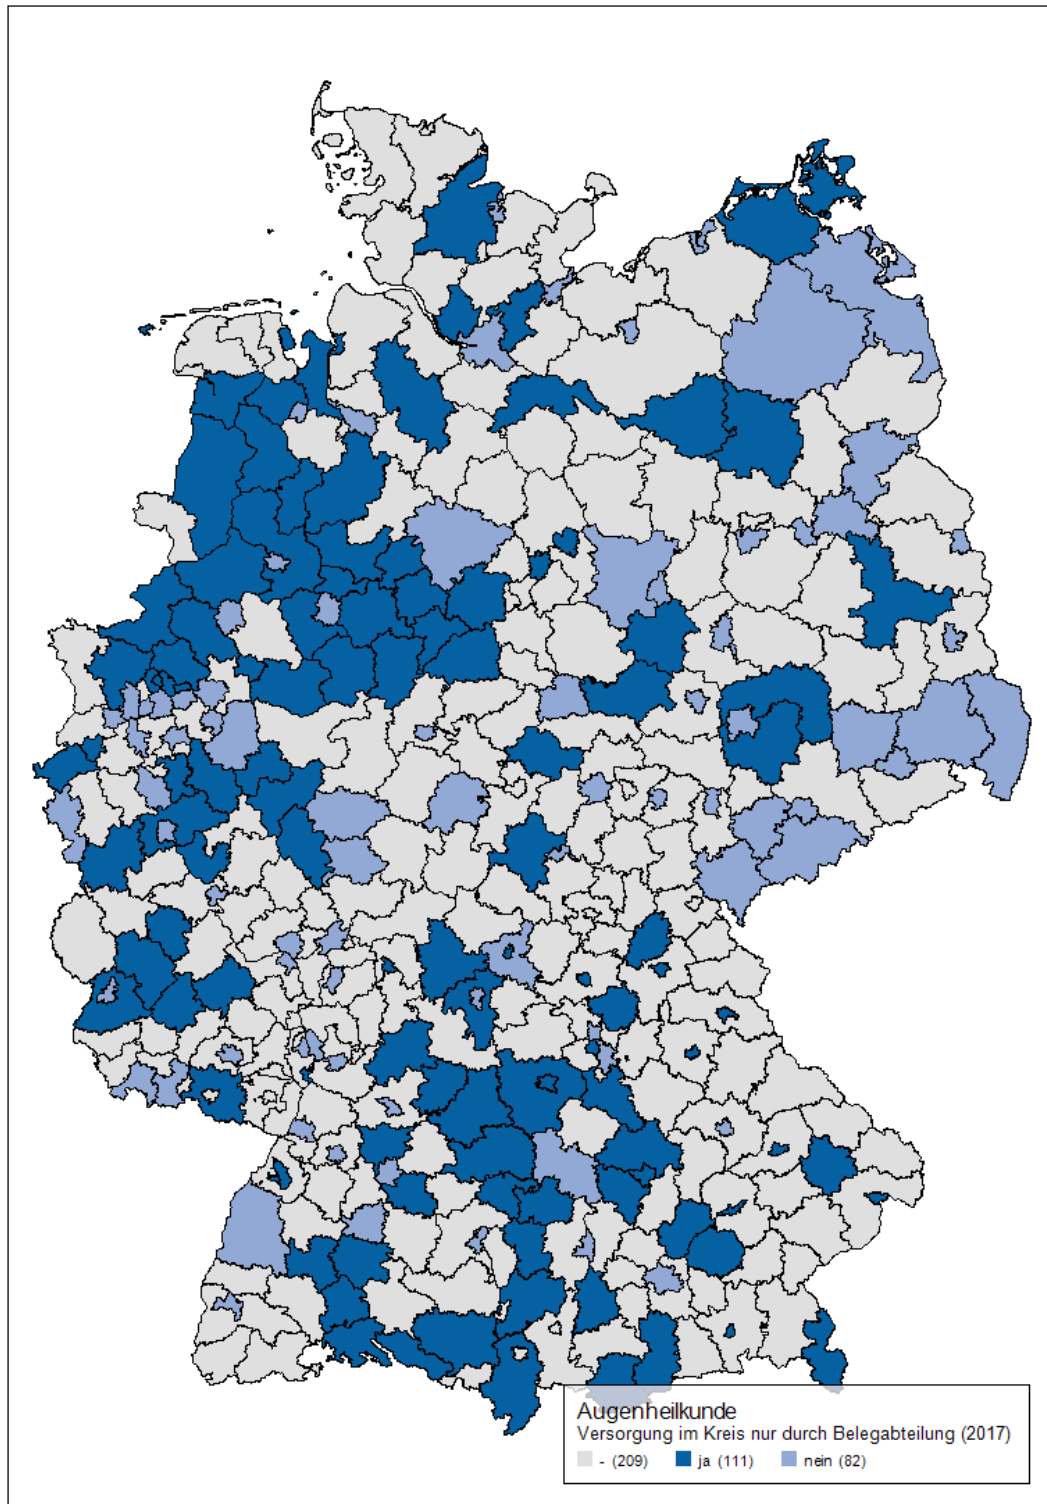 Augenheilkunde
Versorgung im Kreis nur durch Belegabteilung (2017)
- (209) ja (111) nein (82)